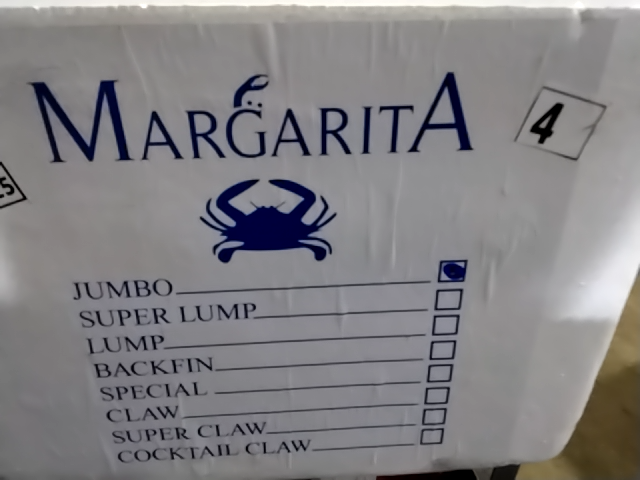 MARGARITA
4
JUMBO
SUPER LUMP
LUMP
BACKFIN
SPECIAL
CLAW
SUPER CLAW
COCKTAIL CLAW